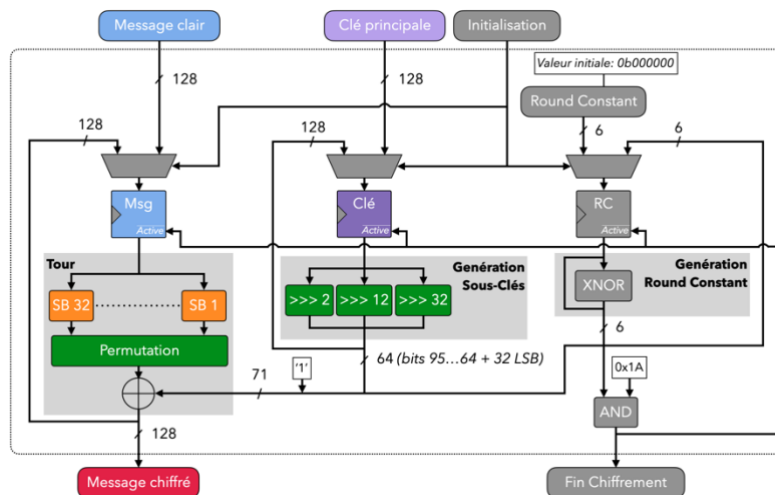 Message clair
Clé principale
Initialisation
Valeur initiale: 0b000000
Round Constant
128
128
128
128
6
6
Msg
Active
Clé
Active
RC
Active
Tour
Genération
Sous-Clés
Génération
Round Constant
SB 32
SB 1
>>> 2
>>> 12
>>> 32
XNOR
Permutation
6
64 (bits 95…64 + 32 LSB)
71
'1'
0x1A
AND
128
Message chiffré
Fin Chiffrement